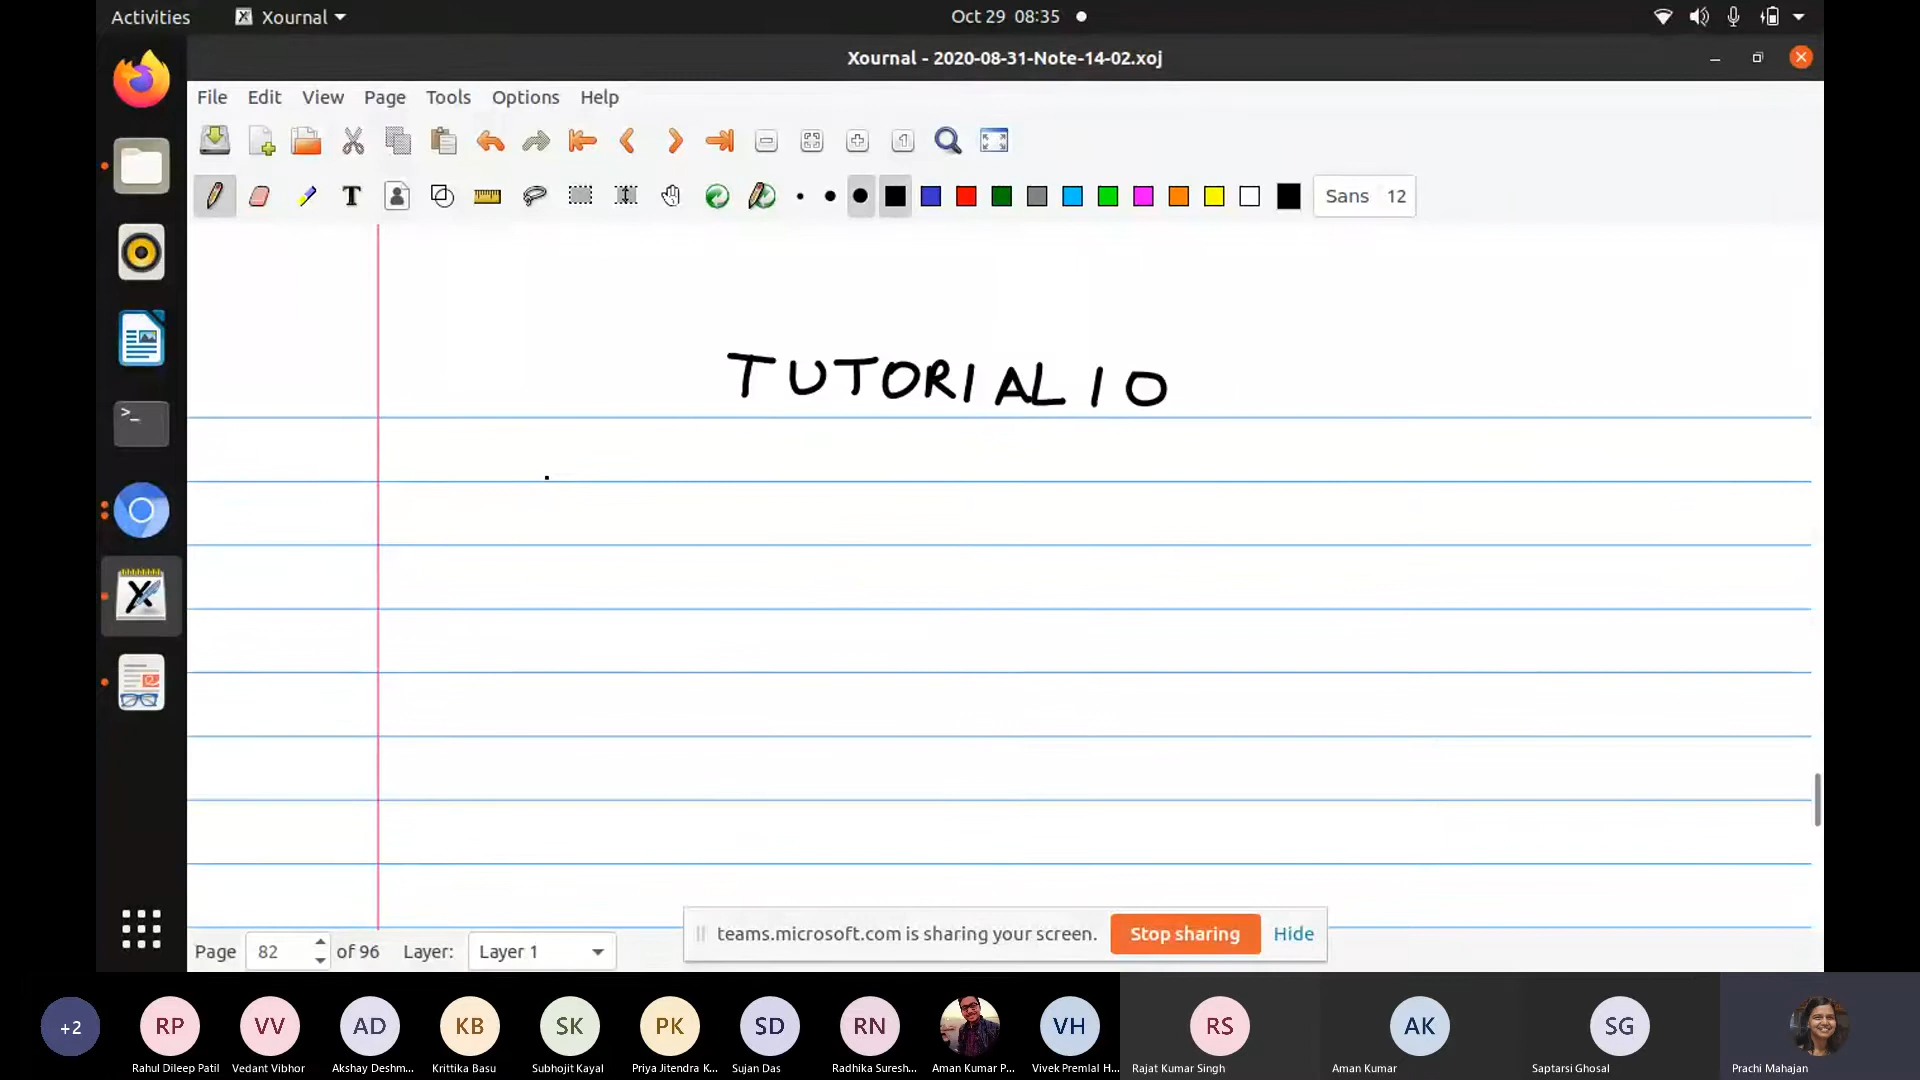 Activities
Xournal
Oct 29 08:35
Xournal - 2020-08-31-Note-14-02.xoj
File Edit View Page Tools Options Help
T
1
Sans 12
TUTORIAL 10
>_
X
teams.microsoft.com is sharing your screen. Stop sharing Hide
Page 82 of 96 Layer: Layer 1
+2 RP VV AD KB SK PK SD RN VH RS AK SG
Rahul Dileep Patil Vedant Vibhor Akshay Deshm... Krittika Basu Subhojit Kayal Priya Jitendra K... Sujan Das Radhika Suresh... Aman Kumar P... Vivek Premlal H... Rajat Kumar Singh Aman Kumar Saptarsi Ghosal Prachi Mahajan